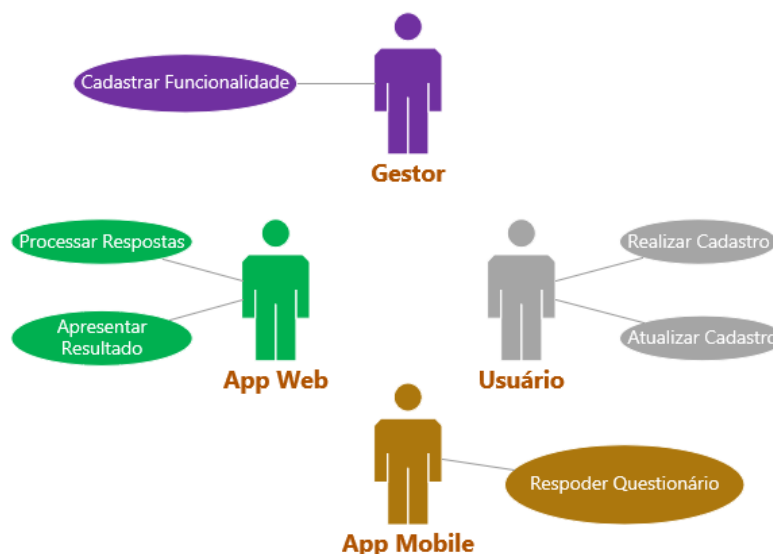 Cadastrar Funcionalidade
Gestor
Processar Respostas
Realizar Cadastro
Apresentar
Resultado
Atualizar Cadastro
App Web
Usuário
Respoder Questionário
App Mobile